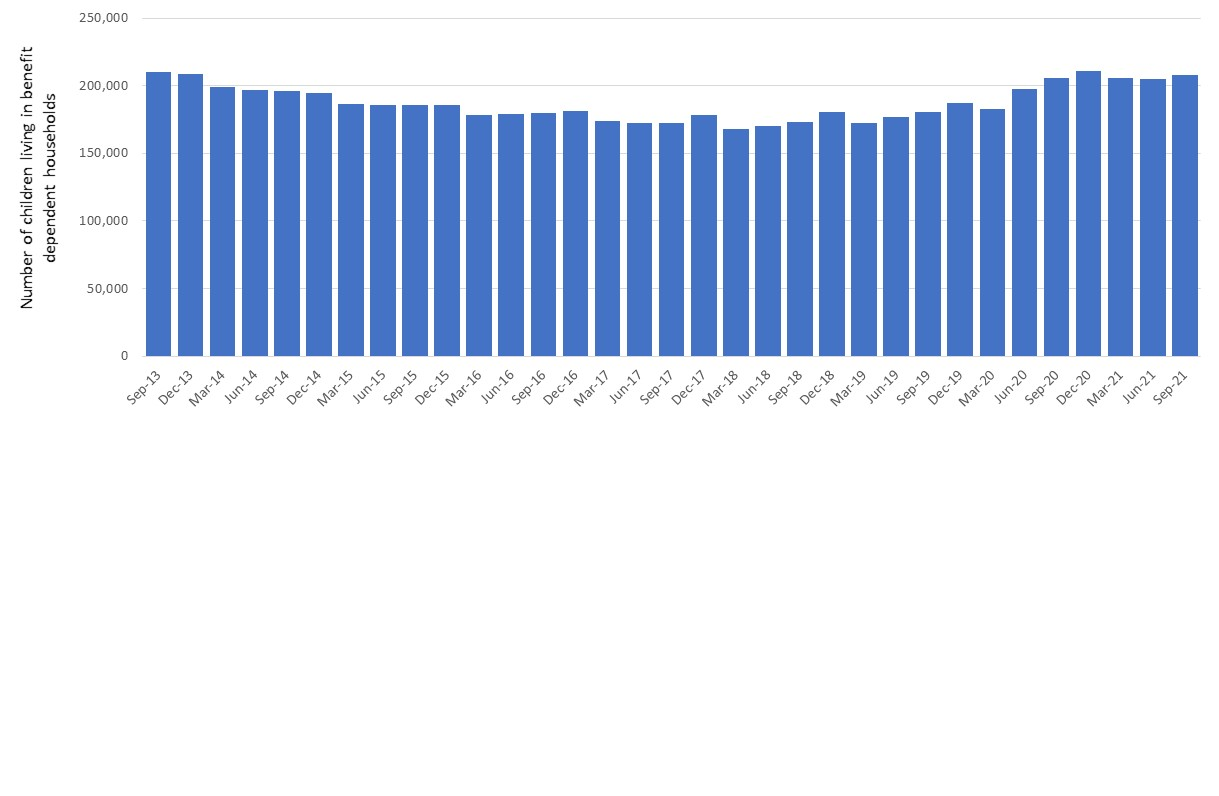 Number of children living in benefit
dependent households
250,000
200,000
150,000
100,000
50,000
0
Sep-13
Dec-13
Mar-14
Jun-14
Sep-14
Dec-14
Mar-15
Jun-15
Sep-15
Dec-15
Mar-16
Jun-16
Sep-16
Dec-16
Mar-17
Jun-17
Sep-17
Dec-17
Mar-18
Jun-18
Sep-18
Dec-18
Mar-19
Jun-19
Sep-19
Dec-19
Mar-20
Jun-20
Sep-20
Dec-20
Mar-21
Jun-21
Sep-21